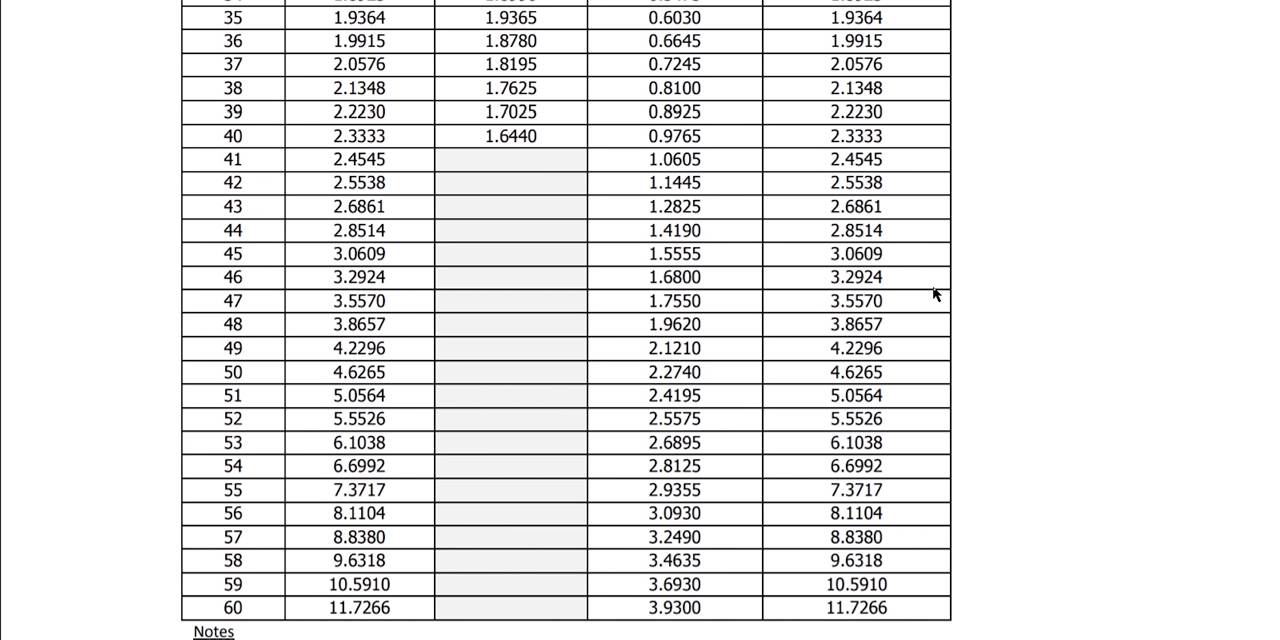 35 1.9364 1.9365 0.6030 1.9364
36 1.9915 1.8780 0.6645 1.9915
37 2.0576 1.8195 0.7245 2.0576
38 2.1348 1.7625 0.8100 2.1348
39 2.2230 1.7025 0.8925 2.2230
40 2.3333 1.6440 0.9765 2.3333
41 2.4545 1.0605 2.4545
42 2.5538 1.1445 2.5538
43 2.6861 1.2825 2.6861
44 2.8514 1.4190 2.8514
45 3.0609 1.5555 3.0609
46 3.2924 1.6800 3.2924
47 3.5570 1.7550 3.5570
48 3.8657 1.9620 3.8657
49 4.2296 2.1210 4.2296
50 4.6265 2.2740 4.6265
51 5.0564 2.4195 5.0564
52 5.5526 2.5575 5.5526
53 6.1038 2.6895 6.1038
54 6.6992 2.8125 6.6992
55 7.3717 2.9355 7.3717
56 8.1104 3.0930 8.1104
57 8.8380 3.2490 8.8380
58 9.6318 3.4635 9.6318
59 10.5910 3.6930 10.5910
60 11.7266 3.9300 11.7266
Notes